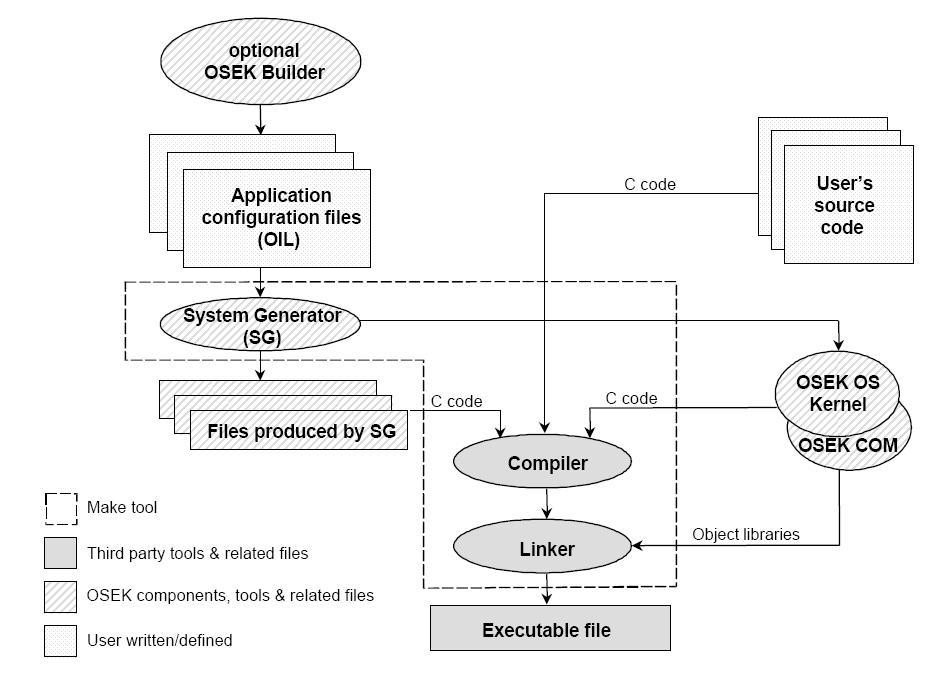 optional
OSEK Builder
Application
configuration files
(OIL)
C code
User's
source
code
System Generator
(SG)
OSEK OS
Kernel
OSEK COM
C code
C code
Files produced by SG
Compiler
Linker
Object libraries
Executable file
Make tool
Third party tools & related files
OSEK components, tools & related files
User written/defined